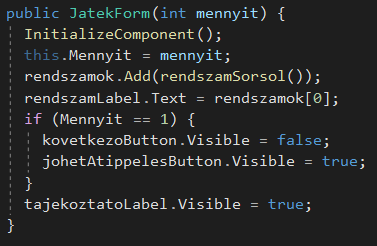 public JatekForm(int mennyit) {
InitializeComponent();
this.Mennyit = mennyit;
rendszamok.Add(rendszamSorsol());
rendszamLabel.Text = rendszamok[0];
if (Mennyit == 1) {
kovetkezoButton.Visible = false;
johetAtippelesButton.Visible = true;
}
tajekoztatoLabel.Visible = true;
}